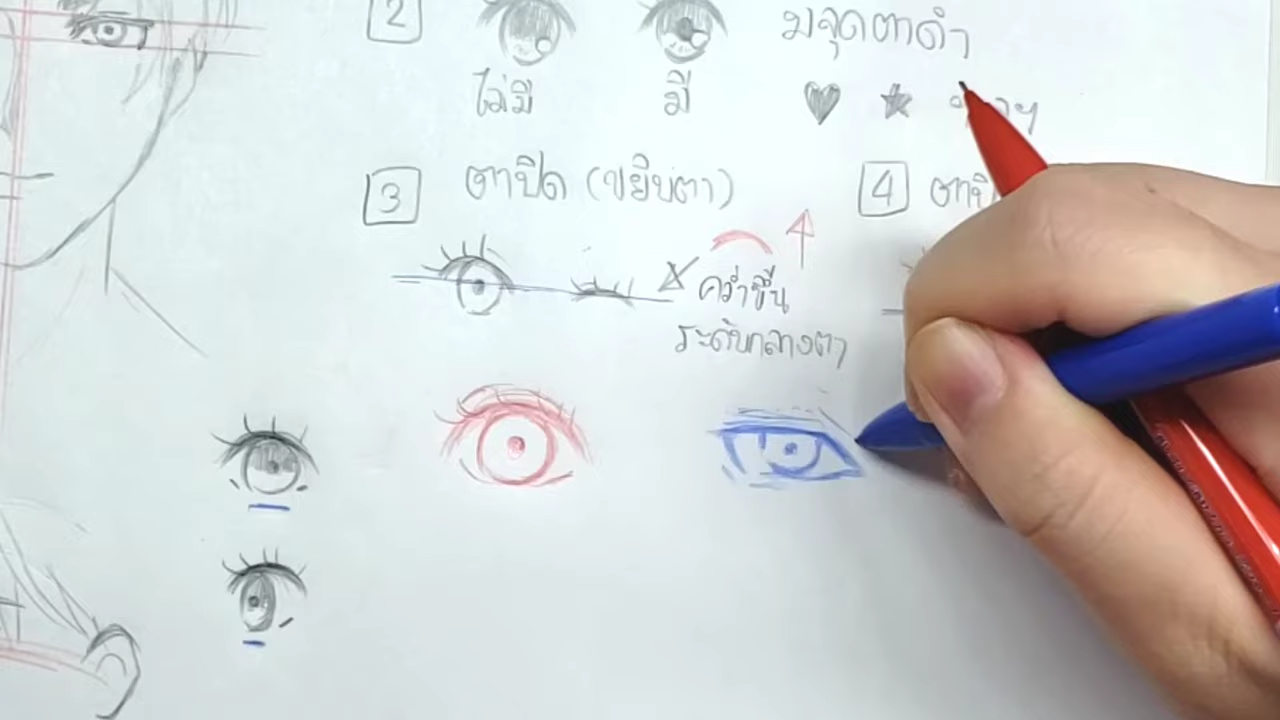 2
มีจุดตาดำ
ไม่มี มี
3 ตาปิด (ขยิบตา)
4
คว่ำขึ้น
ระดับกลางตา